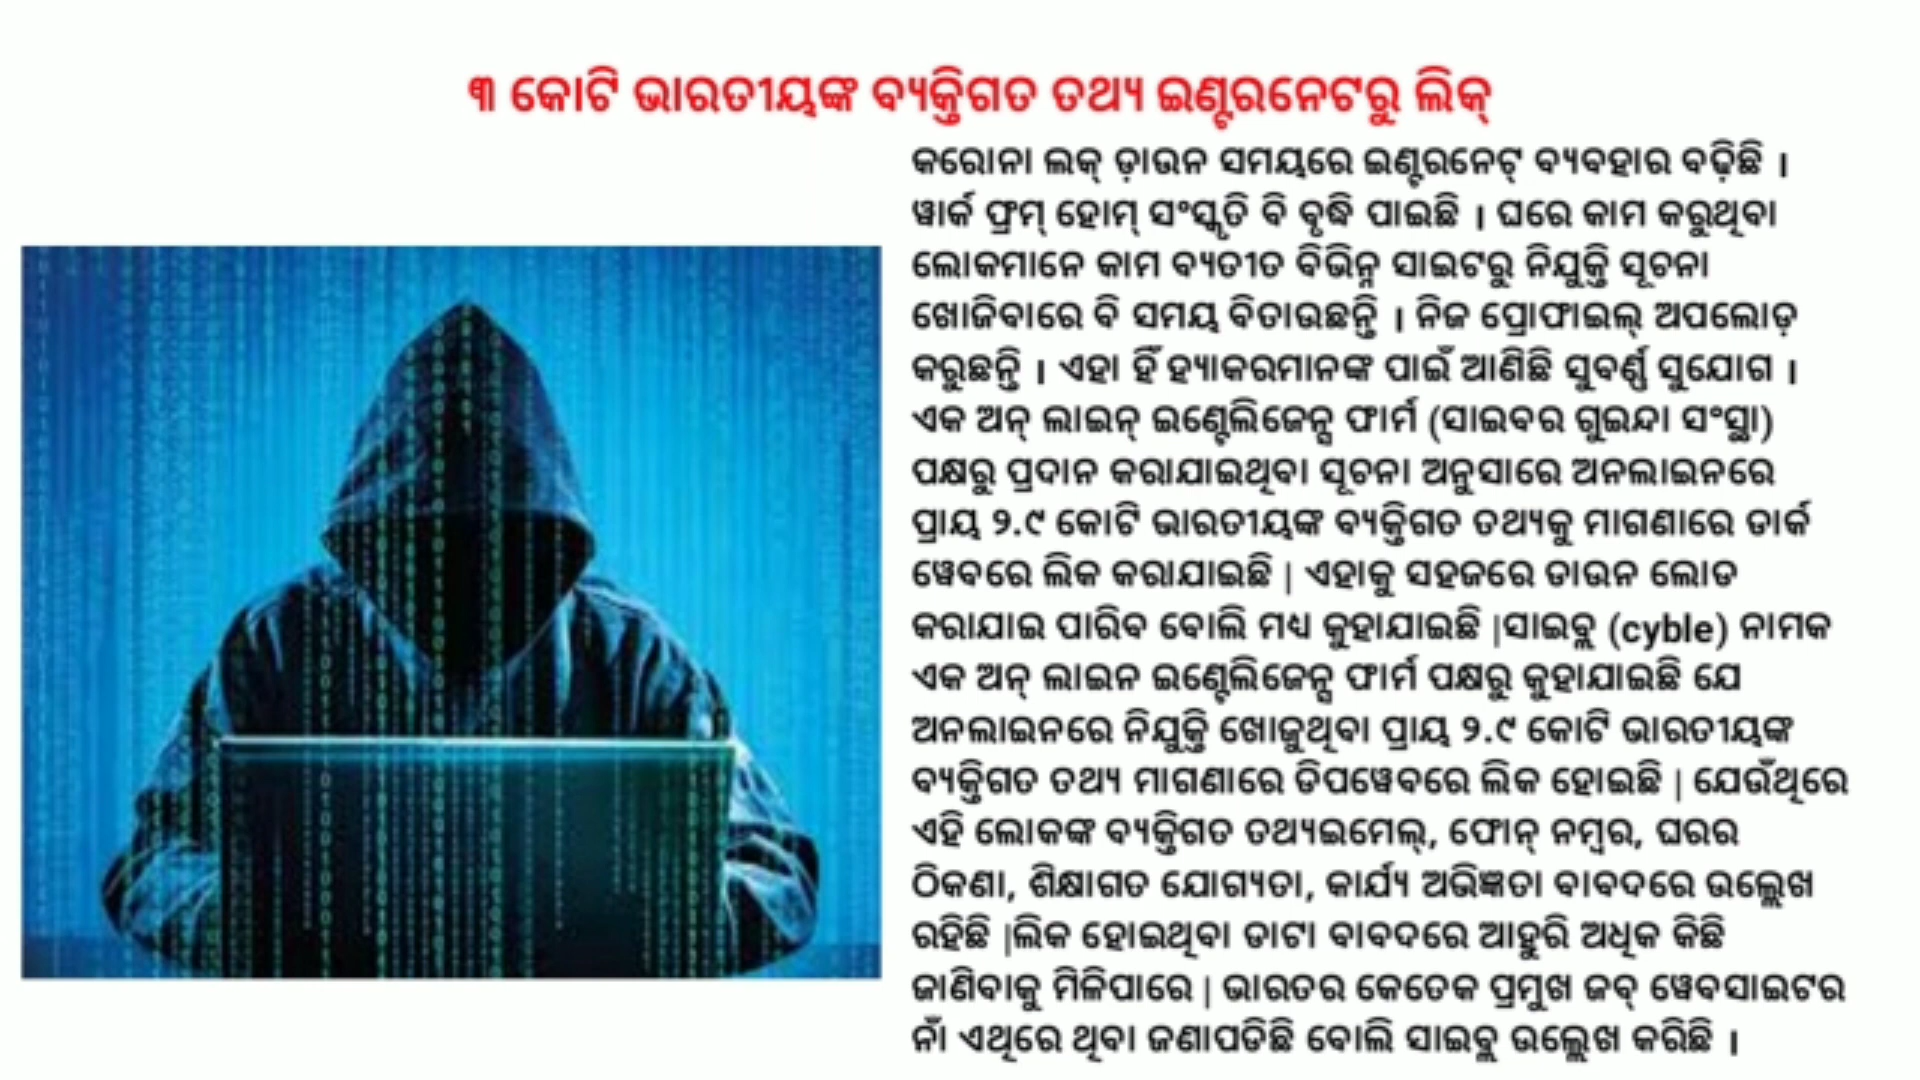 ୩ କୋଟି ଭାରତୀୟଙ୍କ ବ୍ୟକ୍ତିଗତ ତଥ୍ୟ ଇଣ୍ଟରନେଟରୁ ଲିକ୍
କରୋନା ଲକ୍ ଡ଼ାଉନ ସମୟରେ ଇଣ୍ଟରନେଟ୍ ବ୍ୟବହାର ବଢ଼ିଛି ।
ୱାର୍କ ଫ୍ରମ୍ ହୋମ୍ ସଂସ୍କୃତି ବି ବୃଦ୍ଧି ପାଇଛି । ଘରେ କାମ କରୁଥିବା
ଲୋକମାନେ କାମ ବ୍ୟତୀତ ବିଭିନ୍ନ ସାଇଟରୁ ନିଯୁକ୍ତି ସୂଚନା
ଖୋଜିବାରେ ବି ସମୟ ବିତାଉଛନ୍ତି । ନିଜ ପ୍ରୋଫାଇଲ୍ ଅପଲୋଡ଼
କରୁଛନ୍ତି । ଏହା ହିଁ ହ୍ୟାକରମାନଙ୍କ ପାଇଁ ଆଣିଛି ସୁବର୍ଣ୍ଣ ସୁଯୋଗ ।
ଏକ ଅନ୍ ଲାଇନ୍ ଇଣ୍ଟେଲିଜେନ୍ସ ଫାର୍ମ (ସାଇବର ଗୁଇନ୍ଦା ସଂସ୍ଥା)
ପକ୍ଷରୁ ପ୍ରଦାନ କରାଯାଇଥିବା ସୂଚନା ଅନୁସାରେ ଅନଲାଇନରେ
ପ୍ରାୟ ୨.୯ କୋଟି ଭାରତୀୟଙ୍କ ବ୍ୟକ୍ତିଗତ ତଥ୍ୟକୁ ମାଗଣାରେ ଡାର୍କ
ୱେବରେ ଲିକ କରାଯାଇଛି | ଏହାକୁ ସହଜରେ ଡାଉନ ଲୋଡ
କରାଯାଇ ପାରିବ ବୋଲି ମଧ୍ୟ କୁହାଯାଇଛି |ସାଇବ୍ଲ (cyble) ନାମକ
ଏକ ଅନ୍ ଲାଇନ ଇଣ୍ଟେଲିଜେନ୍ସ ଫାର୍ମ ପକ୍ଷରୁ କୁହାଯାଇଛି ଯେ
ଅନଲାଇନରେ ନିଯୁକ୍ତି ଖୋଜୁଥିବା ପ୍ରାୟ ୨.୯ କୋଟି ଭାରତୀୟଙ୍କ
ବ୍ୟକ୍ତିଗତ ତଥ୍ୟ ମାଗଣାରେ ଡିପୱେବରେ ଲିକ ହୋଇଛି | ଯେଉଁଥିରେ
ଏହି ଲୋକଙ୍କ ବ୍ୟକ୍ତିଗତ ତଥ୍ୟଇମେଲ୍, ଫୋନ୍ ନମ୍ବର, ଘରର
ଠିକଣା, ଶିକ୍ଷାଗତ ଯୋଗ୍ୟତା, କାର୍ଯ୍ୟ ଅଭିଜ୍ଞତା ବାବଦରେ ଉଲ୍ଲେଖ
ରହିଛି |ଲିକ ହୋଇଥିବା ଡାଟା ବାବଦରେ ଆହୁରି ଅଧିକ କିଛି
ଜାଣିବାକୁ ମିଳିପାରେ | ଭାରତର କେତେକ ପ୍ରମୁଖ ଜବ୍ ୱେବସାଇଟର
ନାଁ ଏଥିରେ ଥିବା ଜଣାପଡିଛି ବୋଲି ସାଇବ୍ଲୁ ଉଲ୍ଲେଖ କରିଛି ।